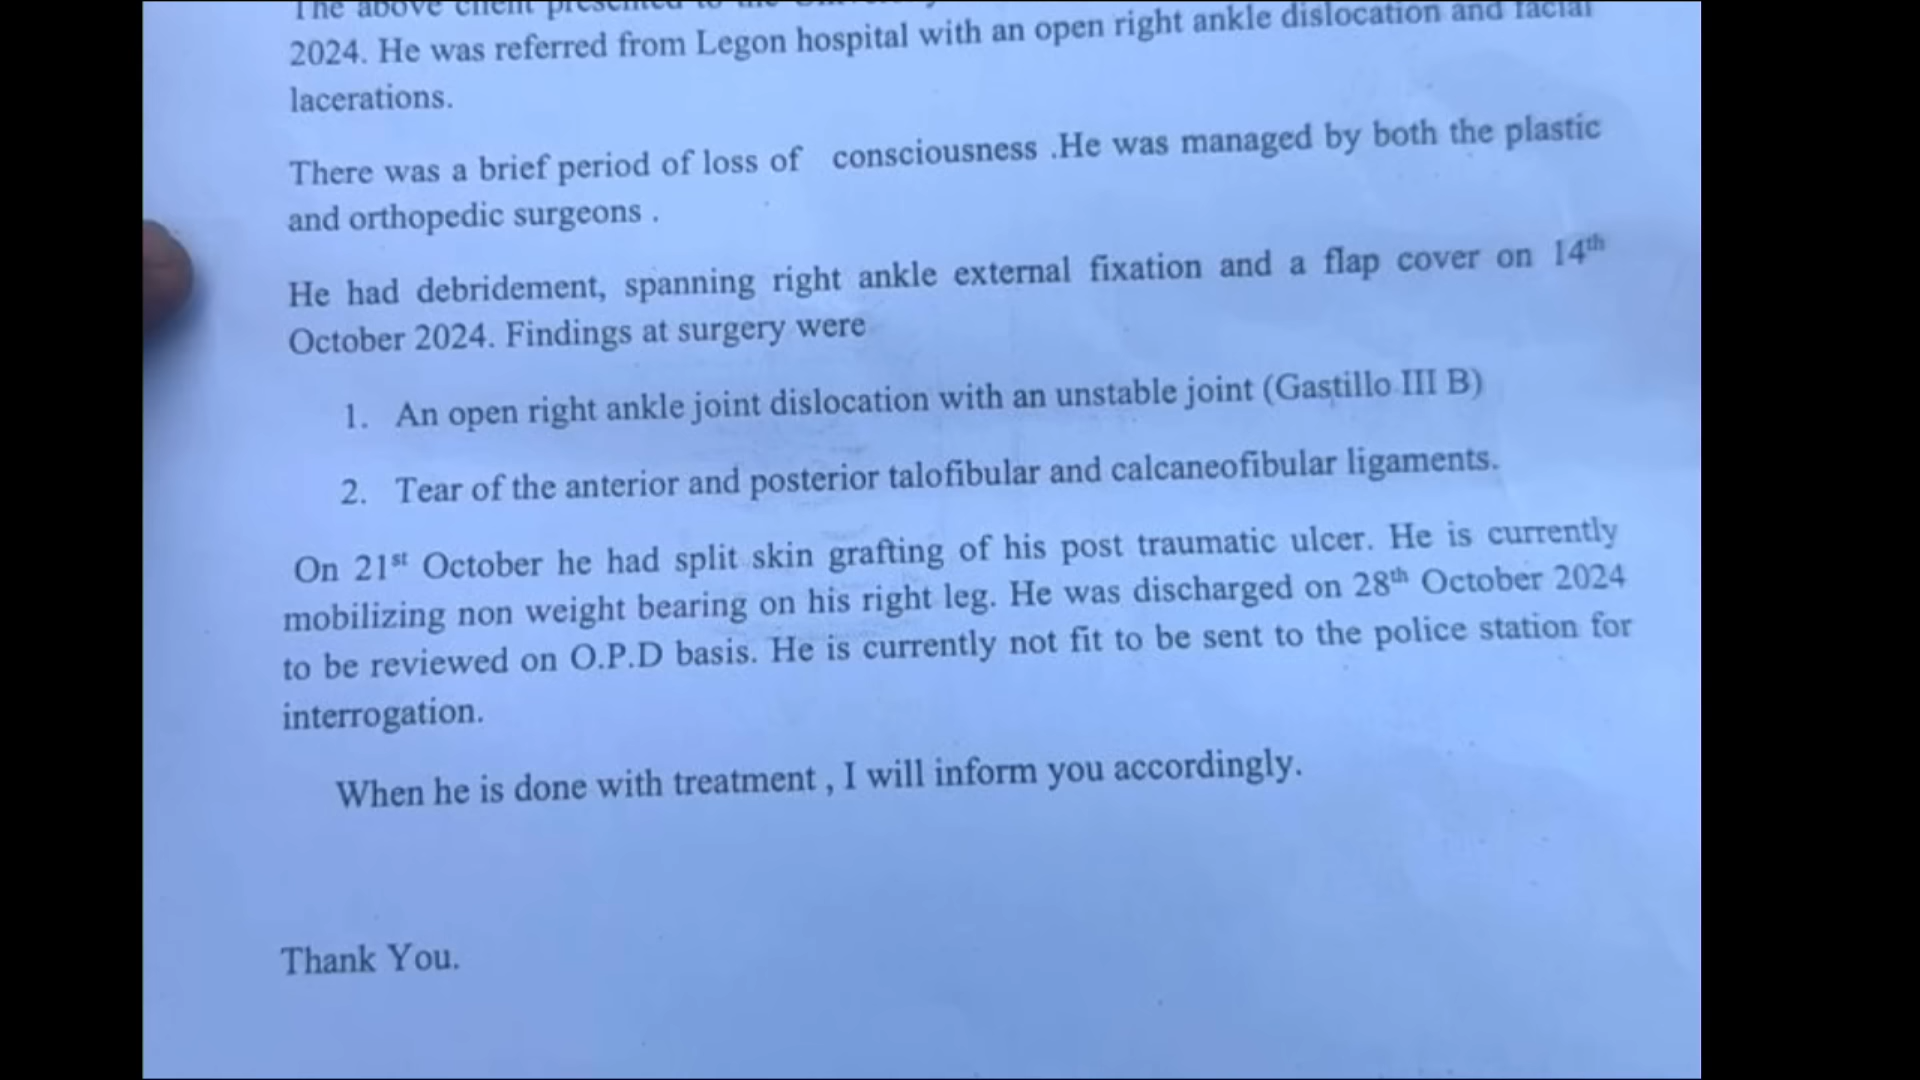 The above client presented to the
2024. He was referred from Legon hospital with an open right ankle dislocation and facial
lacerations.
There was a brief period of loss of consciousness .He was managed by both the plastic
and orthopedic surgeons .
He had debridement, spanning right ankle external fixation and a flap cover on 14th
October 2024. Findings at surgery were
1. An open right ankle joint dislocation with an unstable joint (Gastillo III B)
2. Tear of the anterior and posterior talofibular and calcaneofibular ligaments.
On 21st October he had split skin grafting of his post traumatic ulcer. He is currently
mobilizing non weight bearing on his right leg. He was discharged on 28th October 2024
to be reviewed on O.P.D basis. He is currently not fit to be sent to the police station for
interrogation.
When he is done with treatment , I will inform you accordingly.
Thank You.